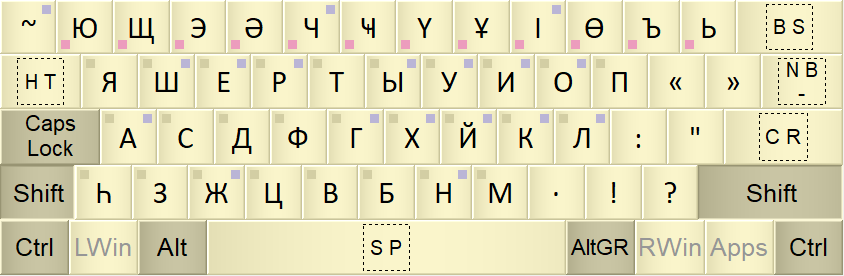 ~ Ю Щ Э Ә Ч Ҹ Ү Ұ І Ө Ъ Ь BS
HT Я Ш Е Р Т Ы У И О П « » NB -
Caps Lock А С Д Ф Г Х Й К Л : " CR
Shift Һ З Ж Ц В Б Н М · ! ? Shift
Ctrl LWin Alt SP AltGR RWin Apps Ctrl